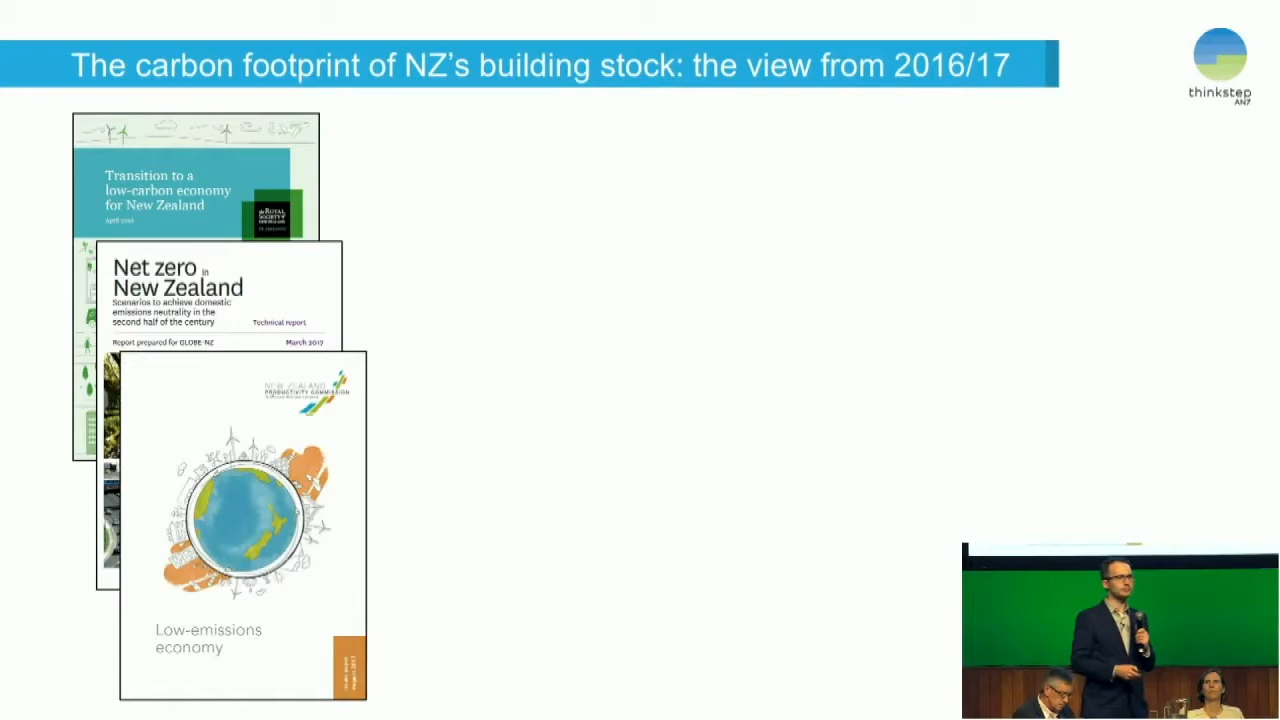 The carbon footprint of NZ's building stock: the view from 2016/17
thinkstep
ANZ
Transition to a
low-carbon economy
for New Zealand
April 2016
the ROYAL
SOCIETY of
NEW ZEALAND
Net zero in
New Zealand
Scenarios to achieve domestic
emissions neutrality in the
second half of the century
Technical report
Report prepared for GLOBE-NZ
March 2017
NEW ZEALAND
PRODUCTIVITY COMMISSION
Low-emissions
economy
August 2017